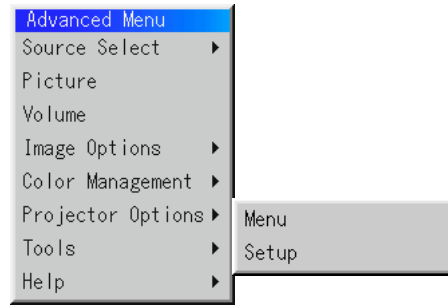 Advanced Menu
Source Select
Picture
Volume
Image Options
Color Management
Projector Options
Menu
Setup
Tools
Help